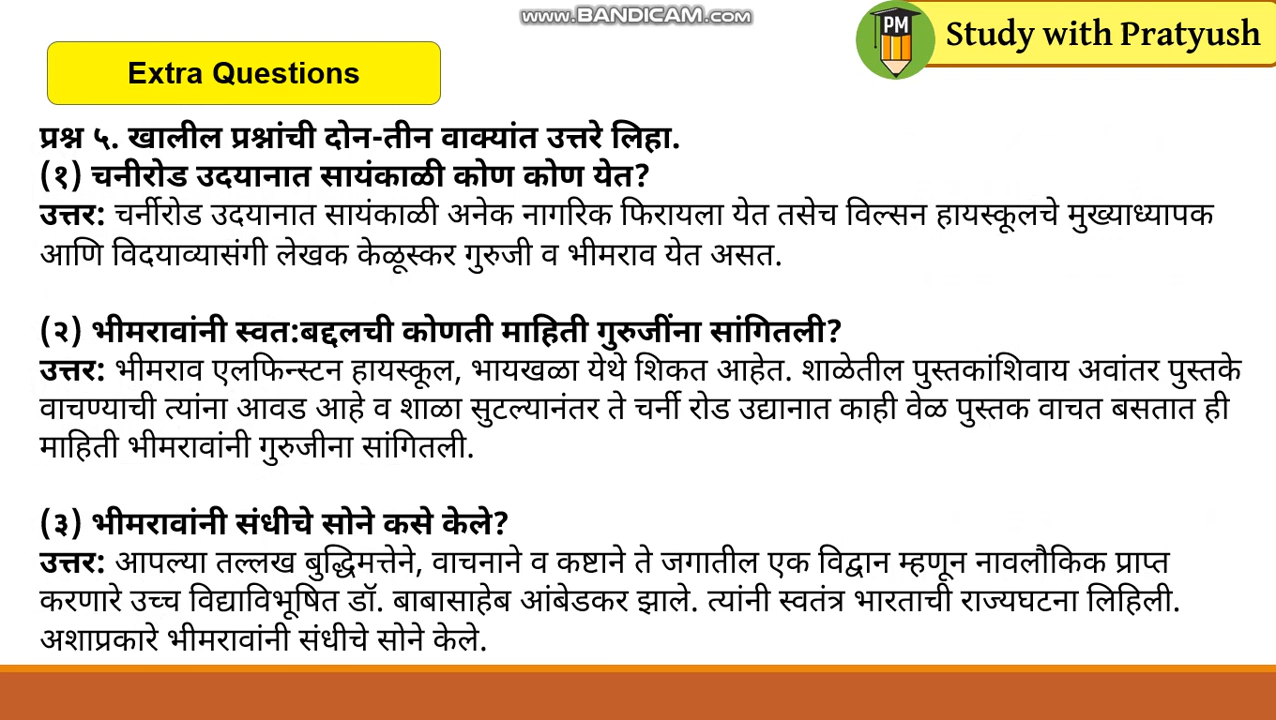 www.BANDICAM.com
PM
Study with Pratyush
Extra Questions
प्रश्न ५. खालील प्रश्नांची दोन-तीन वाक्यांत उत्तरे लिहा.
(१) चनीरोड उदयानात सायंकाळी कोण कोण येत?
उत्तर: चर्नीरोड उदयानात सायंकाळी अनेक नागरिक फिरायला येत तसेच विल्सन हायस्कूलचे मुख्याध्यापक
आणि विदयाव्यासंगी लेखक केळूस्कर गुरुजी व भीमराव येत असत.
(२) भीमरावांनी स्वत:बद्दलची कोणती माहिती गुरुजींना सांगितली?
उत्तर: भीमराव एलफिन्स्टन हायस्कूल, भायखळा येथे शिकत आहेत. शाळेतील पुस्तकांशिवाय अवांतर पुस्तके
वाचण्याची त्यांना आवड आहे व शाळा सुटल्यानंतर ते चर्नी रोड उद्यानात काही वेळ पुस्तक वाचत बसतात ही
माहिती भीमरावांनी गुरुजीना सांगितली.
(३) भीमरावांनी संधीचे सोने कसे केले?
उत्तर: आपल्या तल्लख बुद्धिमत्तेने, वाचनाने व कष्टाने ते जगातील एक विद्वान म्हणून नावलौकिक प्राप्त
करणारे उच्च विद्याविभूषित डॉ. बाबासाहेब आंबेडकर झाले. त्यांनी स्वतंत्र भारताची राज्यघटना लिहिली.
अशाप्रकारे भीमरावांनी संधीचे सोने केले.